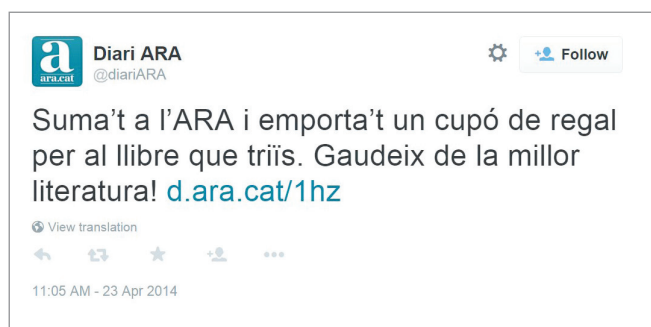 a
ara.cat
Diari ARA
@diariARA
Follow
Suma't a l'ARA i emporta't un cupó de regal
per al llibre que triïs. Gaudeix de la millor
literatura! d.ara.cat/1hz
View translation
11:05 AM - 23 Apr 2014